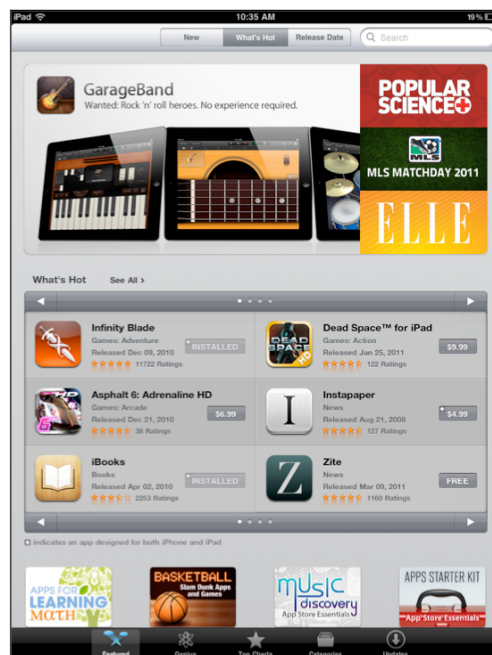 iPad 10:35 AM 19%
New What's Hot Release Date Search
GarageBand
Wanted: Rock 'n' roll heroes. No experience required.
POPULAR
SCIENCE+
MLS
MLS MATCHDAY 2011
ELLE
What's Hot See All >
Infinity Blade
Games: Adventure
Released Dec 09, 2010
11722 Ratings
INSTALLED
Dead Space™ for iPad
Games: Action
Released Jan 25, 2011
122 Ratings
$9.99
DEAD
SPACE
HD
Asphalt 6: Adrenaline HD
Games: Arcade
Released Dec 21, 2010
38 Ratings
$6.99
HD
6
Instapaper
News
Released Aug 21, 2008
127 Ratings
+$4.99
I
iBooks
Books
Released Apr 02, 2010
2253 Ratings
INSTALLED
Zite
News
Released Mar 09, 2011
1160 Ratings
FREE
Z
+ indicates an app designed for both iPhone and iPad
APPS FOR
LEARNING
MATH
BASKETBALL
Slam Dunk Apps
and Games
music
discovery
App Store Essentials
APPS STARTER KIT
App Store Essentials
Featured Genius Top Charts Categories Updates